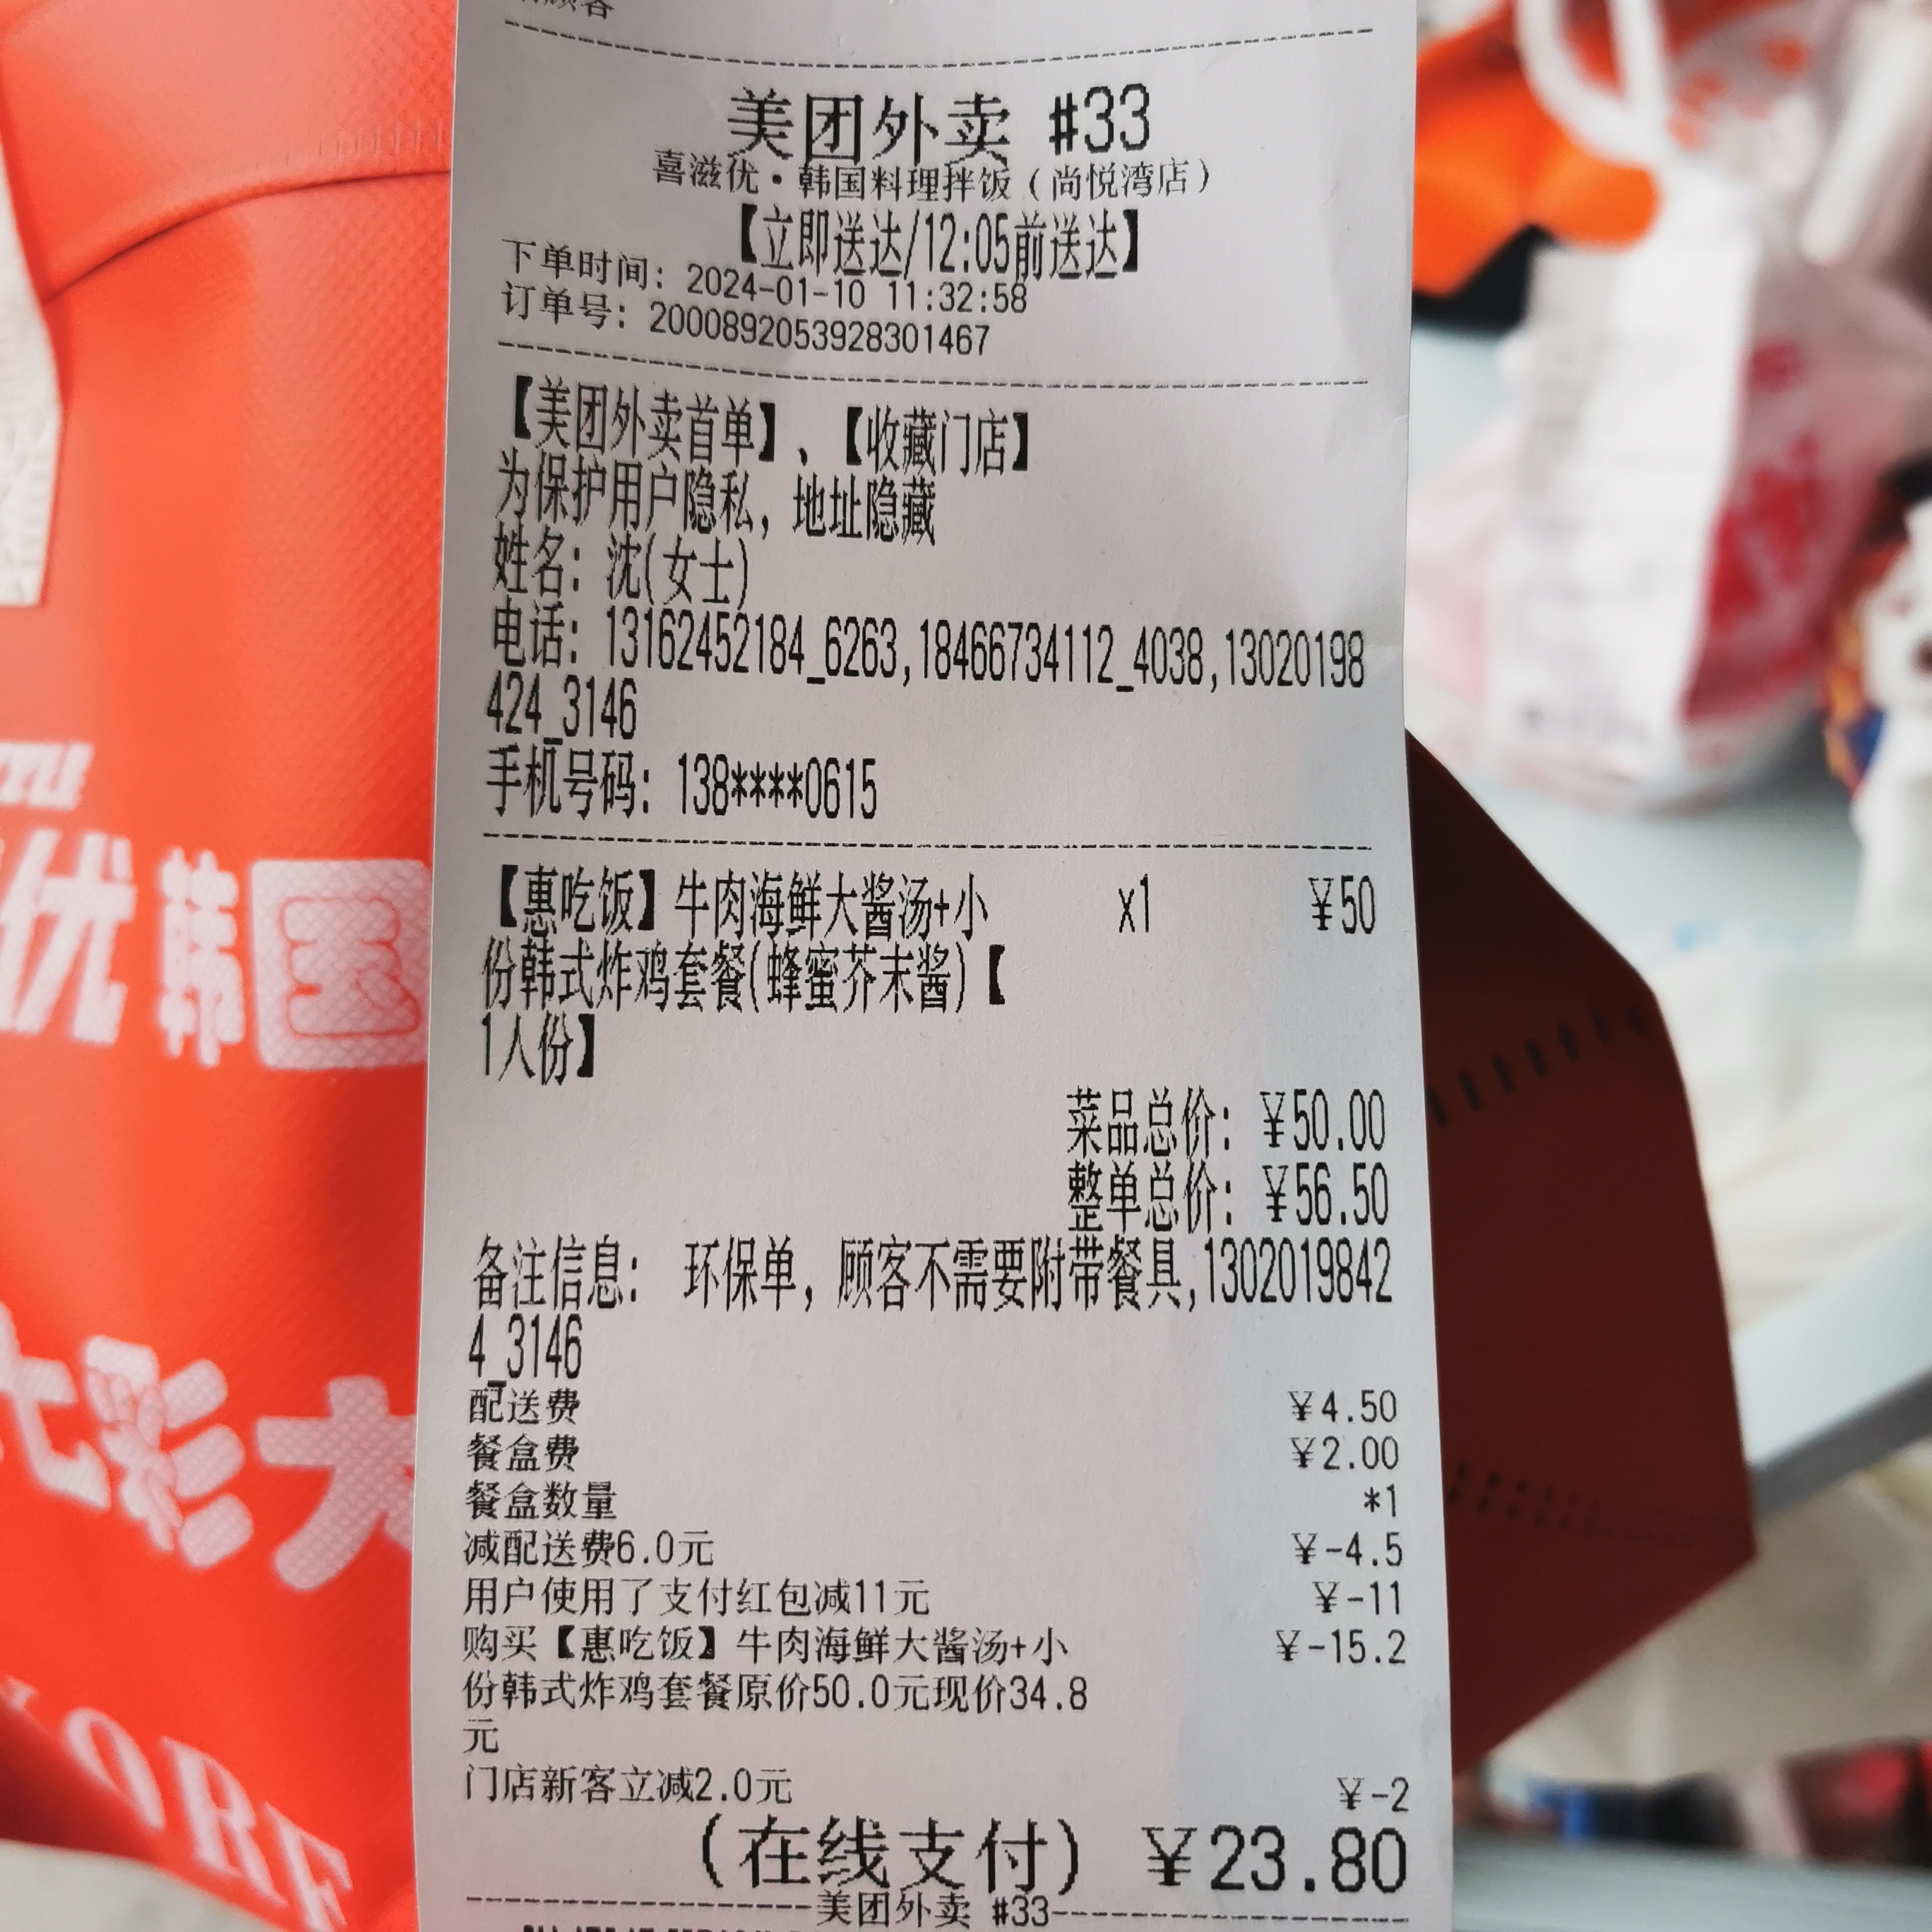 顾客
美团外卖 #33
喜滋优·韩国料理拌饭(尚悦湾店)
【立即送达/12:05前送达】
下单时间: 2024-01-10 11:32:58
订单号: 2000892053928301467
【美团外卖首单】、【收藏门店】
为保护用户隐私, 地址隐藏
姓名: 沈(女士)
电话: 13162452184_6263,18466734112_4038,13020198
424_3146
手机号码: 138****0615
【惠吃饭】牛肉海鲜大酱汤+小 x1 ¥50
份韩式炸鸡套餐(蜂蜜芥末酱)【
1人份】
菜品总价: ¥50.00
整单总价: ¥56.50
备注信息: 环保单, 顾客不需要附带餐具,1302019842
4_3146
配送费 ¥4.50
餐盒费 ¥2.00
餐盒数量 *1
减配送费6.0元 ¥-4.5
用户使用了支付红包减11元 ¥-11
购买【惠吃饭】牛肉海鲜大酱汤+小 ¥-15.2
份韩式炸鸡套餐原价50.0元现价34.8
元
门店新客立减2.0元 ¥-2
(在线支付) ¥23.80
美团外卖 #33
优韩国
七彩大